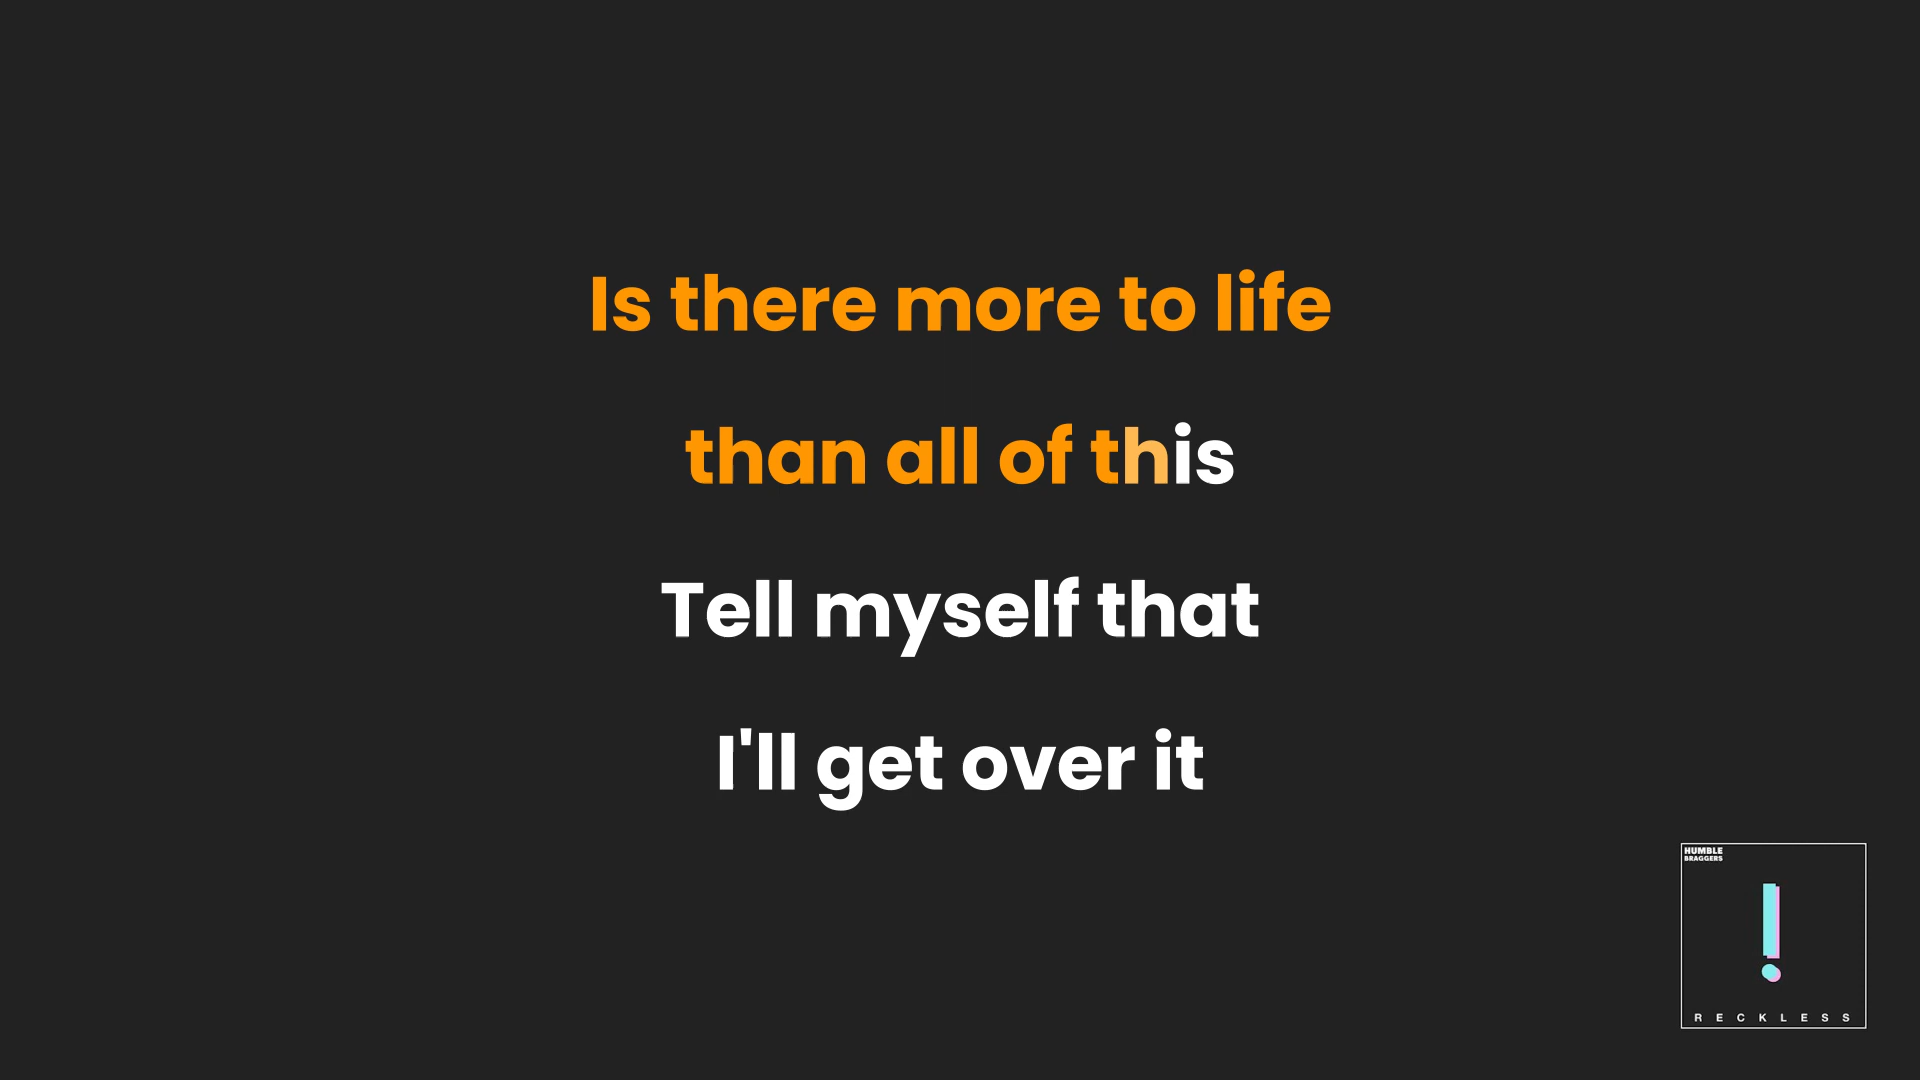 Is there more to life
than all of this
Tell myself that
I'll get over it
HUMBLE
BRAGGERS
!
RECKLESS